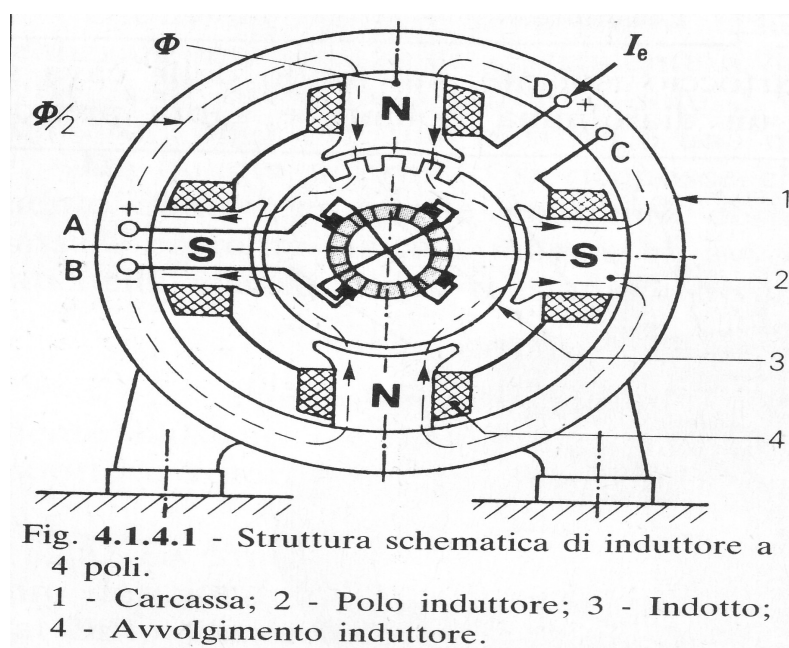 Φ
I e
D
+
C
Φ/2
N
1
A
+
B
S
S
2
3
N
4
Fig. 4.1.4.1 - Struttura schematica di induttore a
4 poli.
1 - Carcassa; 2 - Polo induttore; 3 - Indotto;
4 - Avvolgimento induttore.